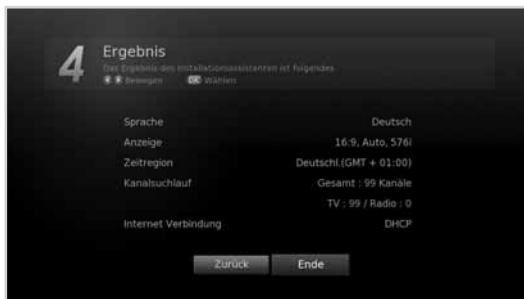 4
Ergebnis
Das Ergebnis des Installationsassistenten ist folgendes.
Bewegen OK Wählen
Sprache Deutsch
Anzeige 16:9, Auto, 576i
Zeitregion Deutschl.(GMT + 01:00)
Kanalsuchlauf Gesamt : 99 Kanäle
TV : 99 / Radio : 0
Internet Verbindung DHCP
Zurück Ende